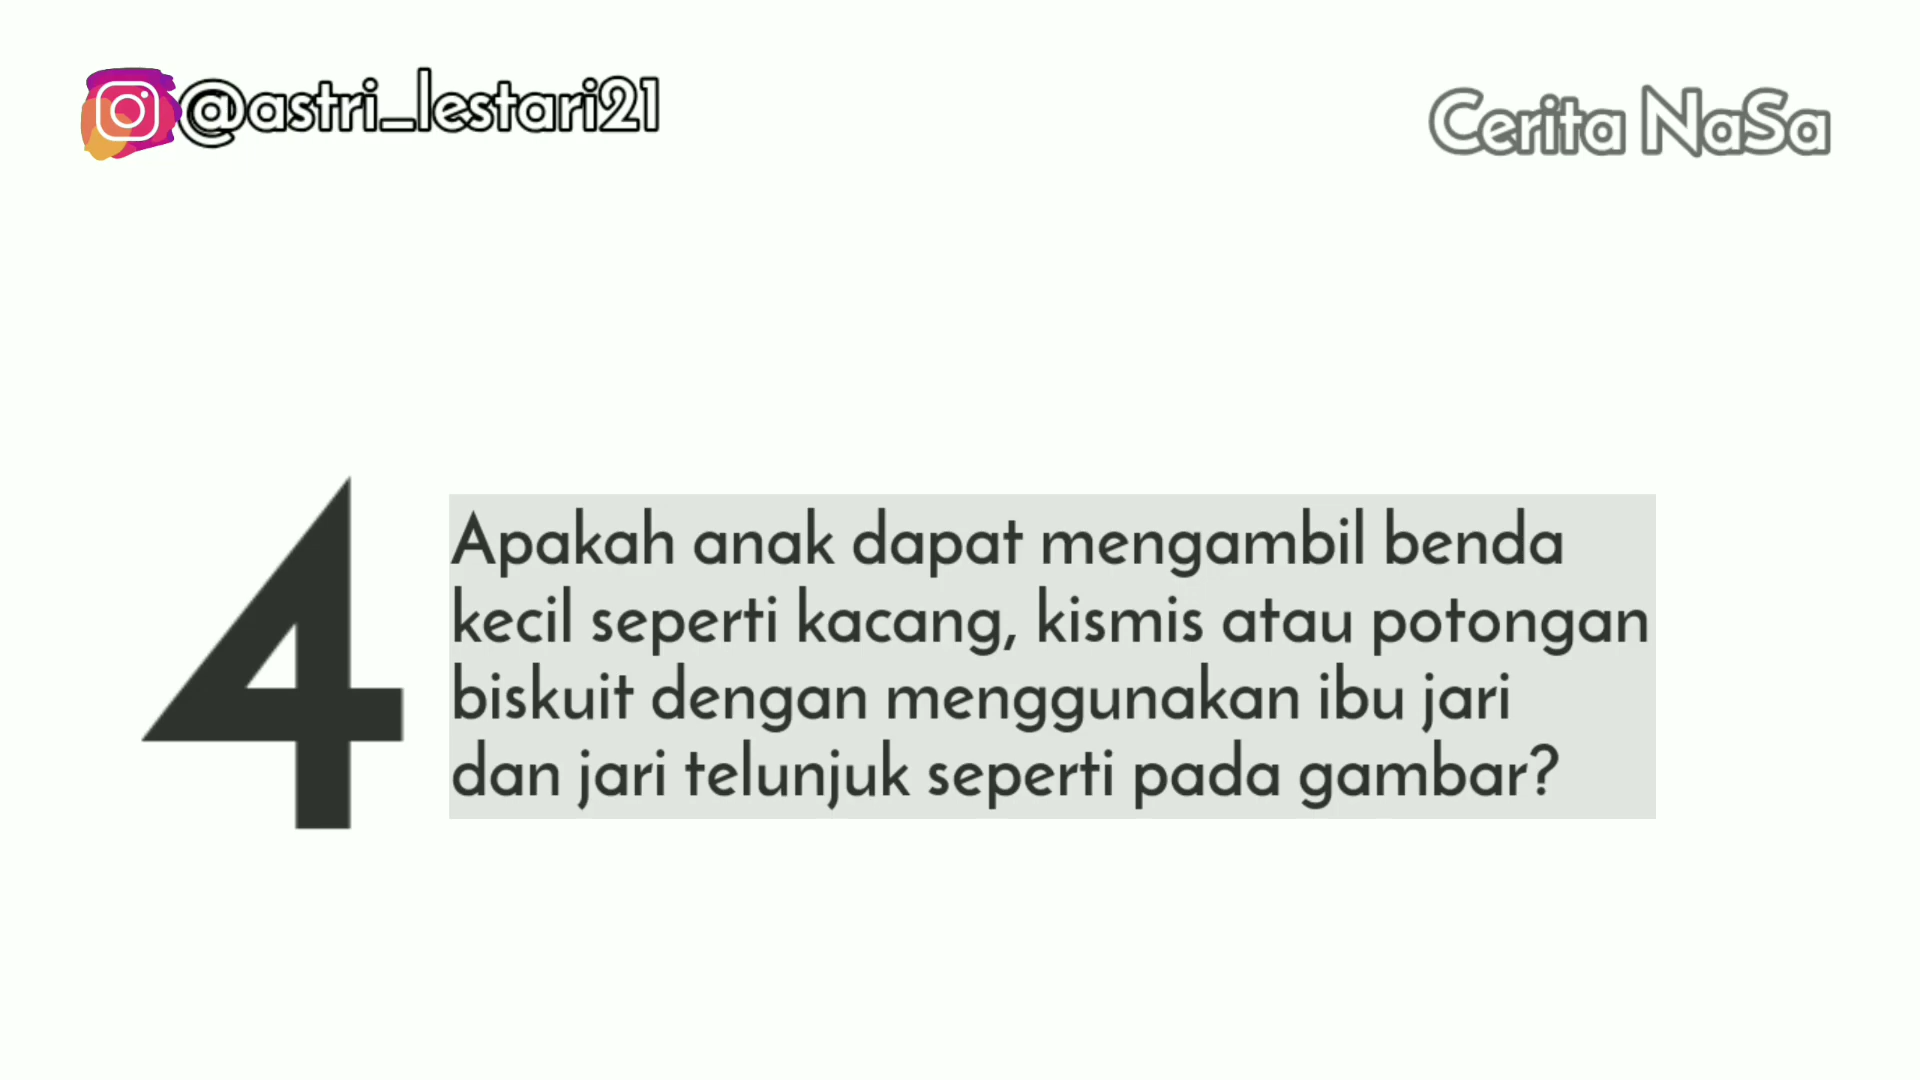 @astri_lestari21
Cerita NaSa
4
Apakah anak dapat mengambil benda
kecil seperti kacang, kismis atau potongan
biskuit dengan menggunakan ibu jari
dan jari telunjuk seperti pada gambar?